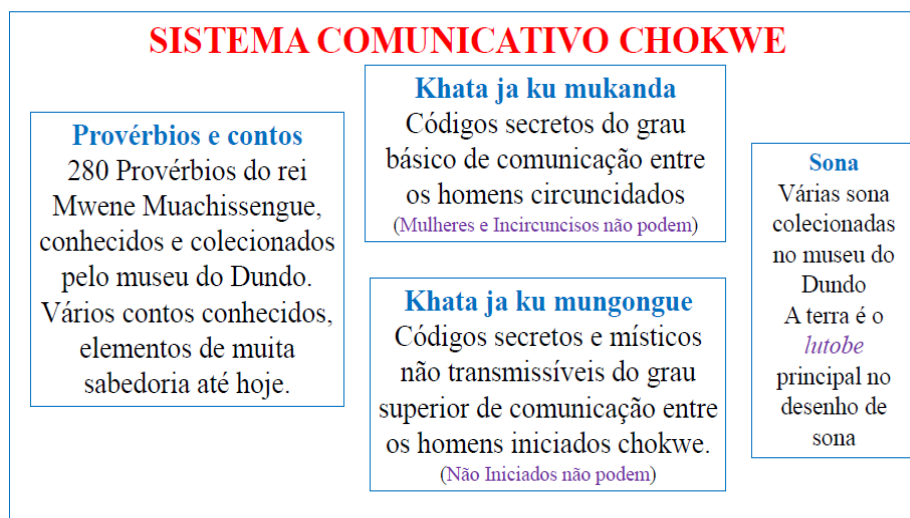 SISTEMA COMUNICATIVO CHOKWE
Provérbios e contos
280 Provérbios do rei
Mwene Muachissengue,
conhecidos e colecionados
pelo museu do Dundo.
Vários contos conhecidos,
elementos de muita
sabedoria até hoje.
Khata ja ku mukanda
Códigos secretos do grau
básico de comunicação entre
os homens circuncidados
(Mulheres e Incircuncisos não podem)
Khata ja ku mungongue
Códigos secretos e místicos
não transmissíveis do grau
superior de comunicação entre
os homens iniciados chokwe.
(Não Iniciados não podem)
Sona
Várias sona
colecionadas
no museu do
Dundo
A terra é o
lutobe
principal no
desenho de
sona